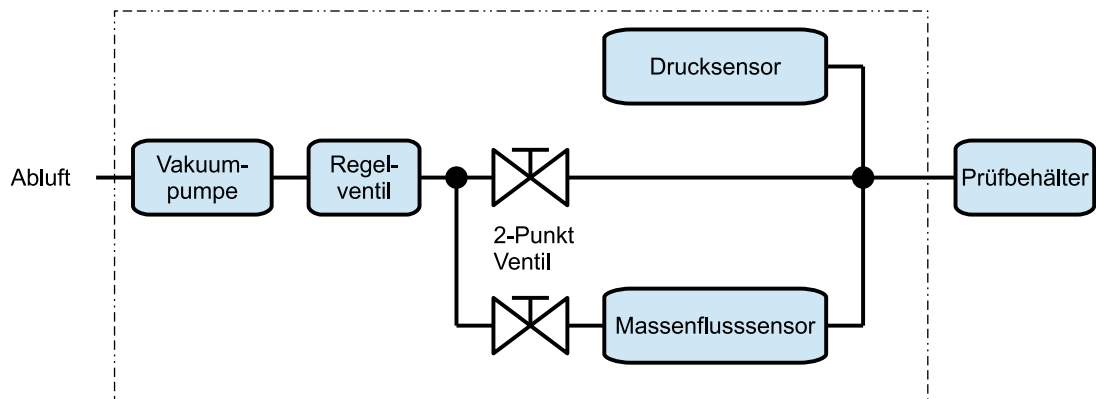 Drucksensor
Abluft
Vakuum-
pumpe
Regel-
ventil
Prüfbehälter
2-Punkt
Ventil
Massenflusssensor